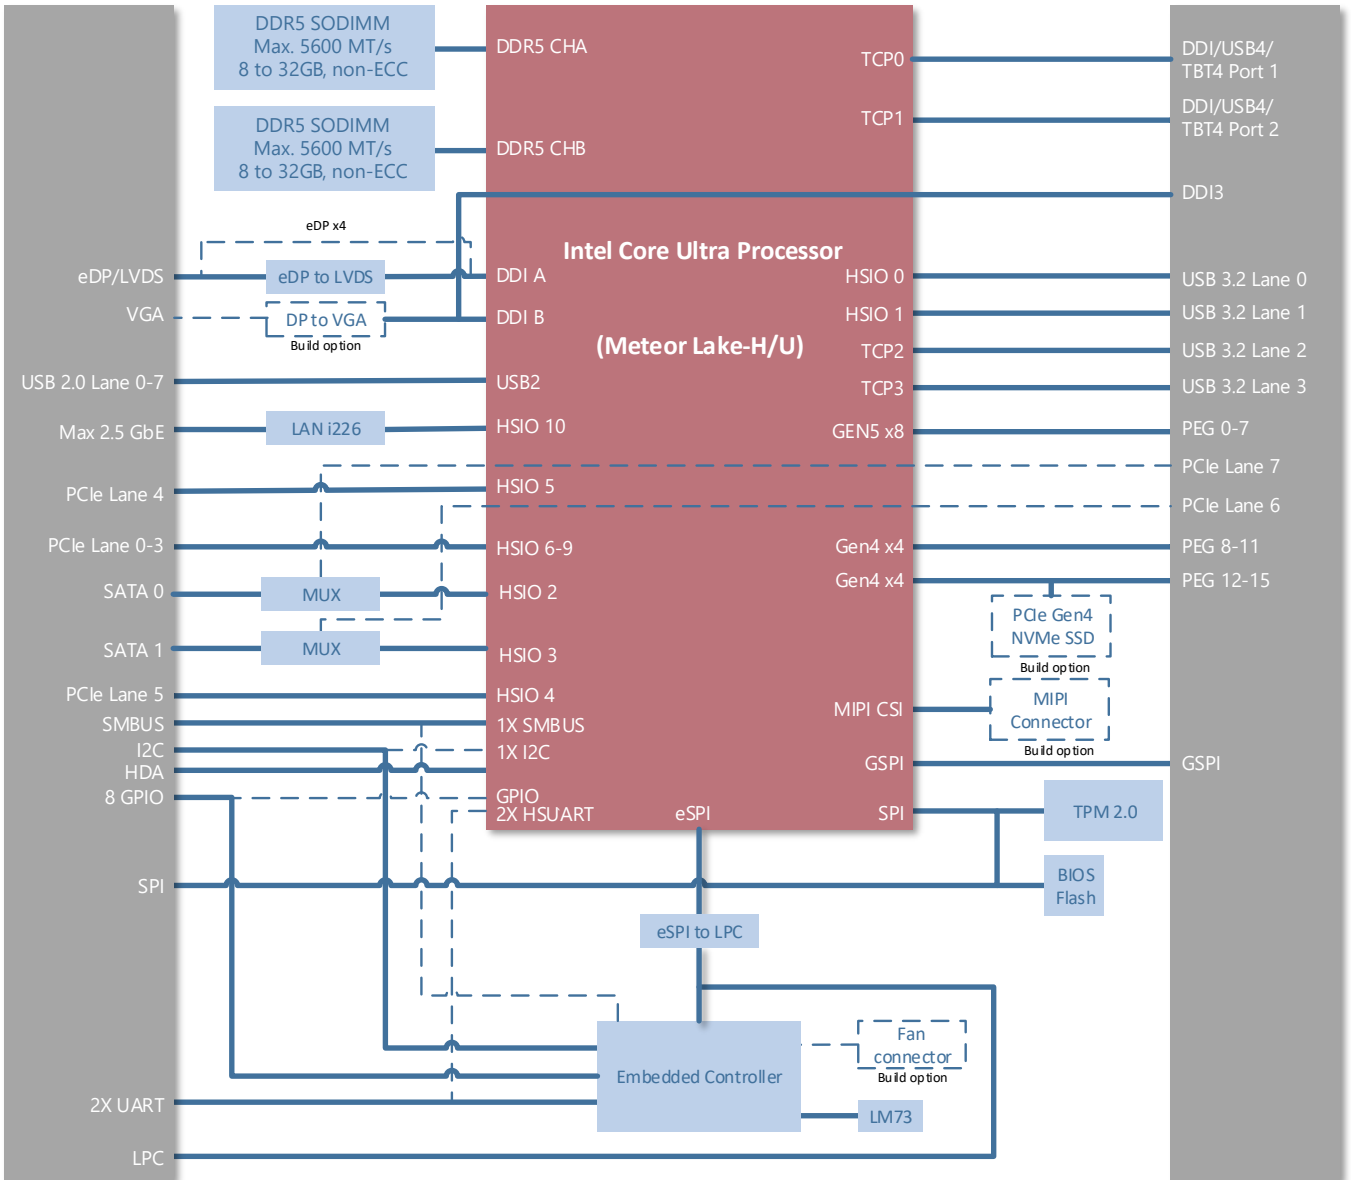 DDR5 SODIMM
Max. 5600 MT/s
8 to 32GB, non-ECC
DDR5 SODIMM
Max. 5600 MT/s
8 to 32GB, non-ECC
eDP x4
eDP/LVDS
eDP to LVDS
VGA
DP to VGA
Build option
USB 2.0 Lane 0-7
Max 2.5 GbE
LAN i226
PCIe Lane 4
PCIe Lane 0-3
SATA 0
MUX
SATA 1
MUX
PCIe Lane 5
SMBUS
I2C
HDA
8 GPIO
SPI
2X UART
LPC
DDR5 CHA
DDR5 CHB
Intel Core Ultra Processor
(Meteor Lake-H/U)
DDI A
DDI B
USB2
HSIO 10
HSIO 5
HSIO 6-9
HSIO 2
HSIO 3
HSIO 4
1X SMBUS
1X I2C
GPIO
2X HSUART
eSPI
TCP0
TCP1
HSIO 0
HSIO 1
TCP2
TCP3
GEN5 x8
Gen4 x4
Gen4 x4
MIPI CSI
GSPI
SPI
DDI/USB4/
TBT4 Port 1
DDI/USB4/
TBT4 Port 2
DDI3
USB 3.2 Lane 0
USB 3.2 Lane 1
USB 3.2 Lane 2
USB 3.2 Lane 3
PEG 0-7
PCIe Lane 7
PCIe Lane 6
PEG 8-11
PEG 12-15
PCIe Gen4
NVMe SSD
Build option
MIPI
Connector
Build option
GSPI
TPM 2.0
BIOS
Flash
eSPI to LPC
Embedded Controller
Fan
connector
Build option
LM73